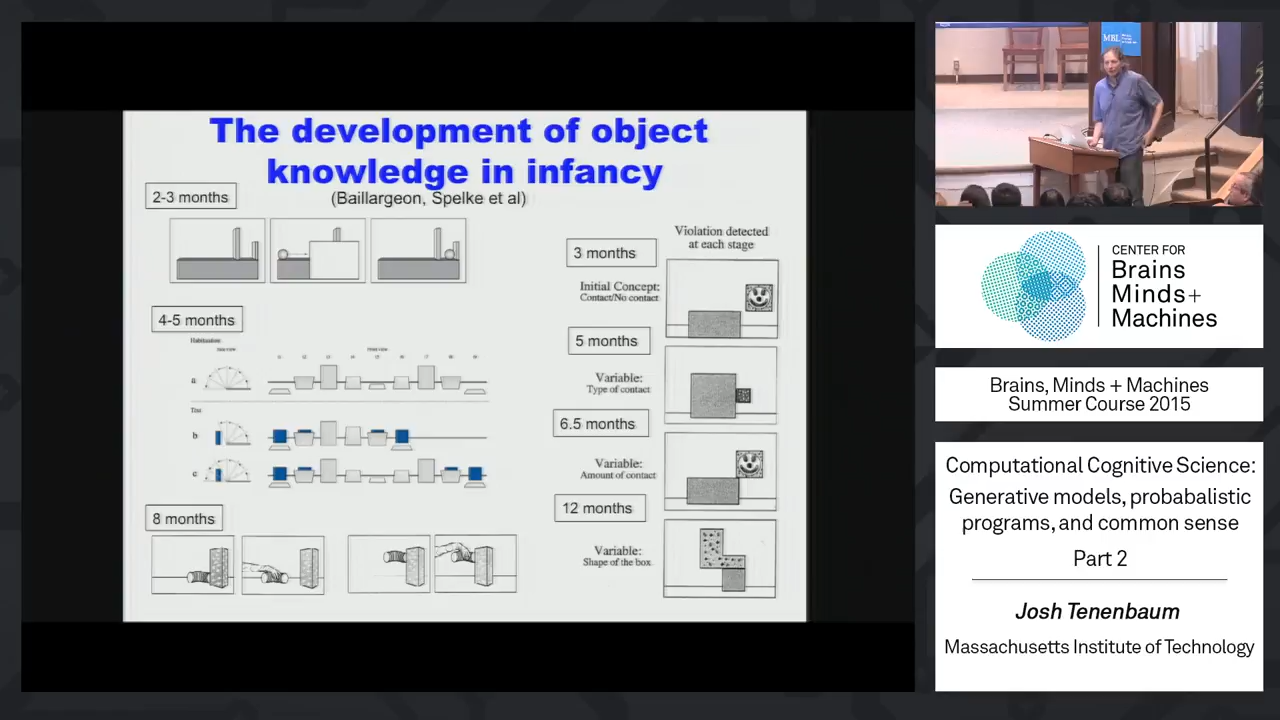 The development of object
knowledge in infancy
(Baillargeon, Spelke et al)
2-3 months
4-5 months
Habituation
a
Test
b
c
8 months
Violation detected
at each stage
3 months
Initial Concept:
Contact/No contact
5 months
Variable:
Type of contact
6.5 months
Variable:
Amount of contact
12 months
Variable:
Shape of the box
MBL
CENTER FOR
Brains
Minds+
Machines
Brains, Minds + Machines
Summer Course 2015
Computational Cognitive Science:
Generative models, probabalistic
programs, and common sense
Part 2
Josh Tenenbaum
Massachusetts Institute of Technology